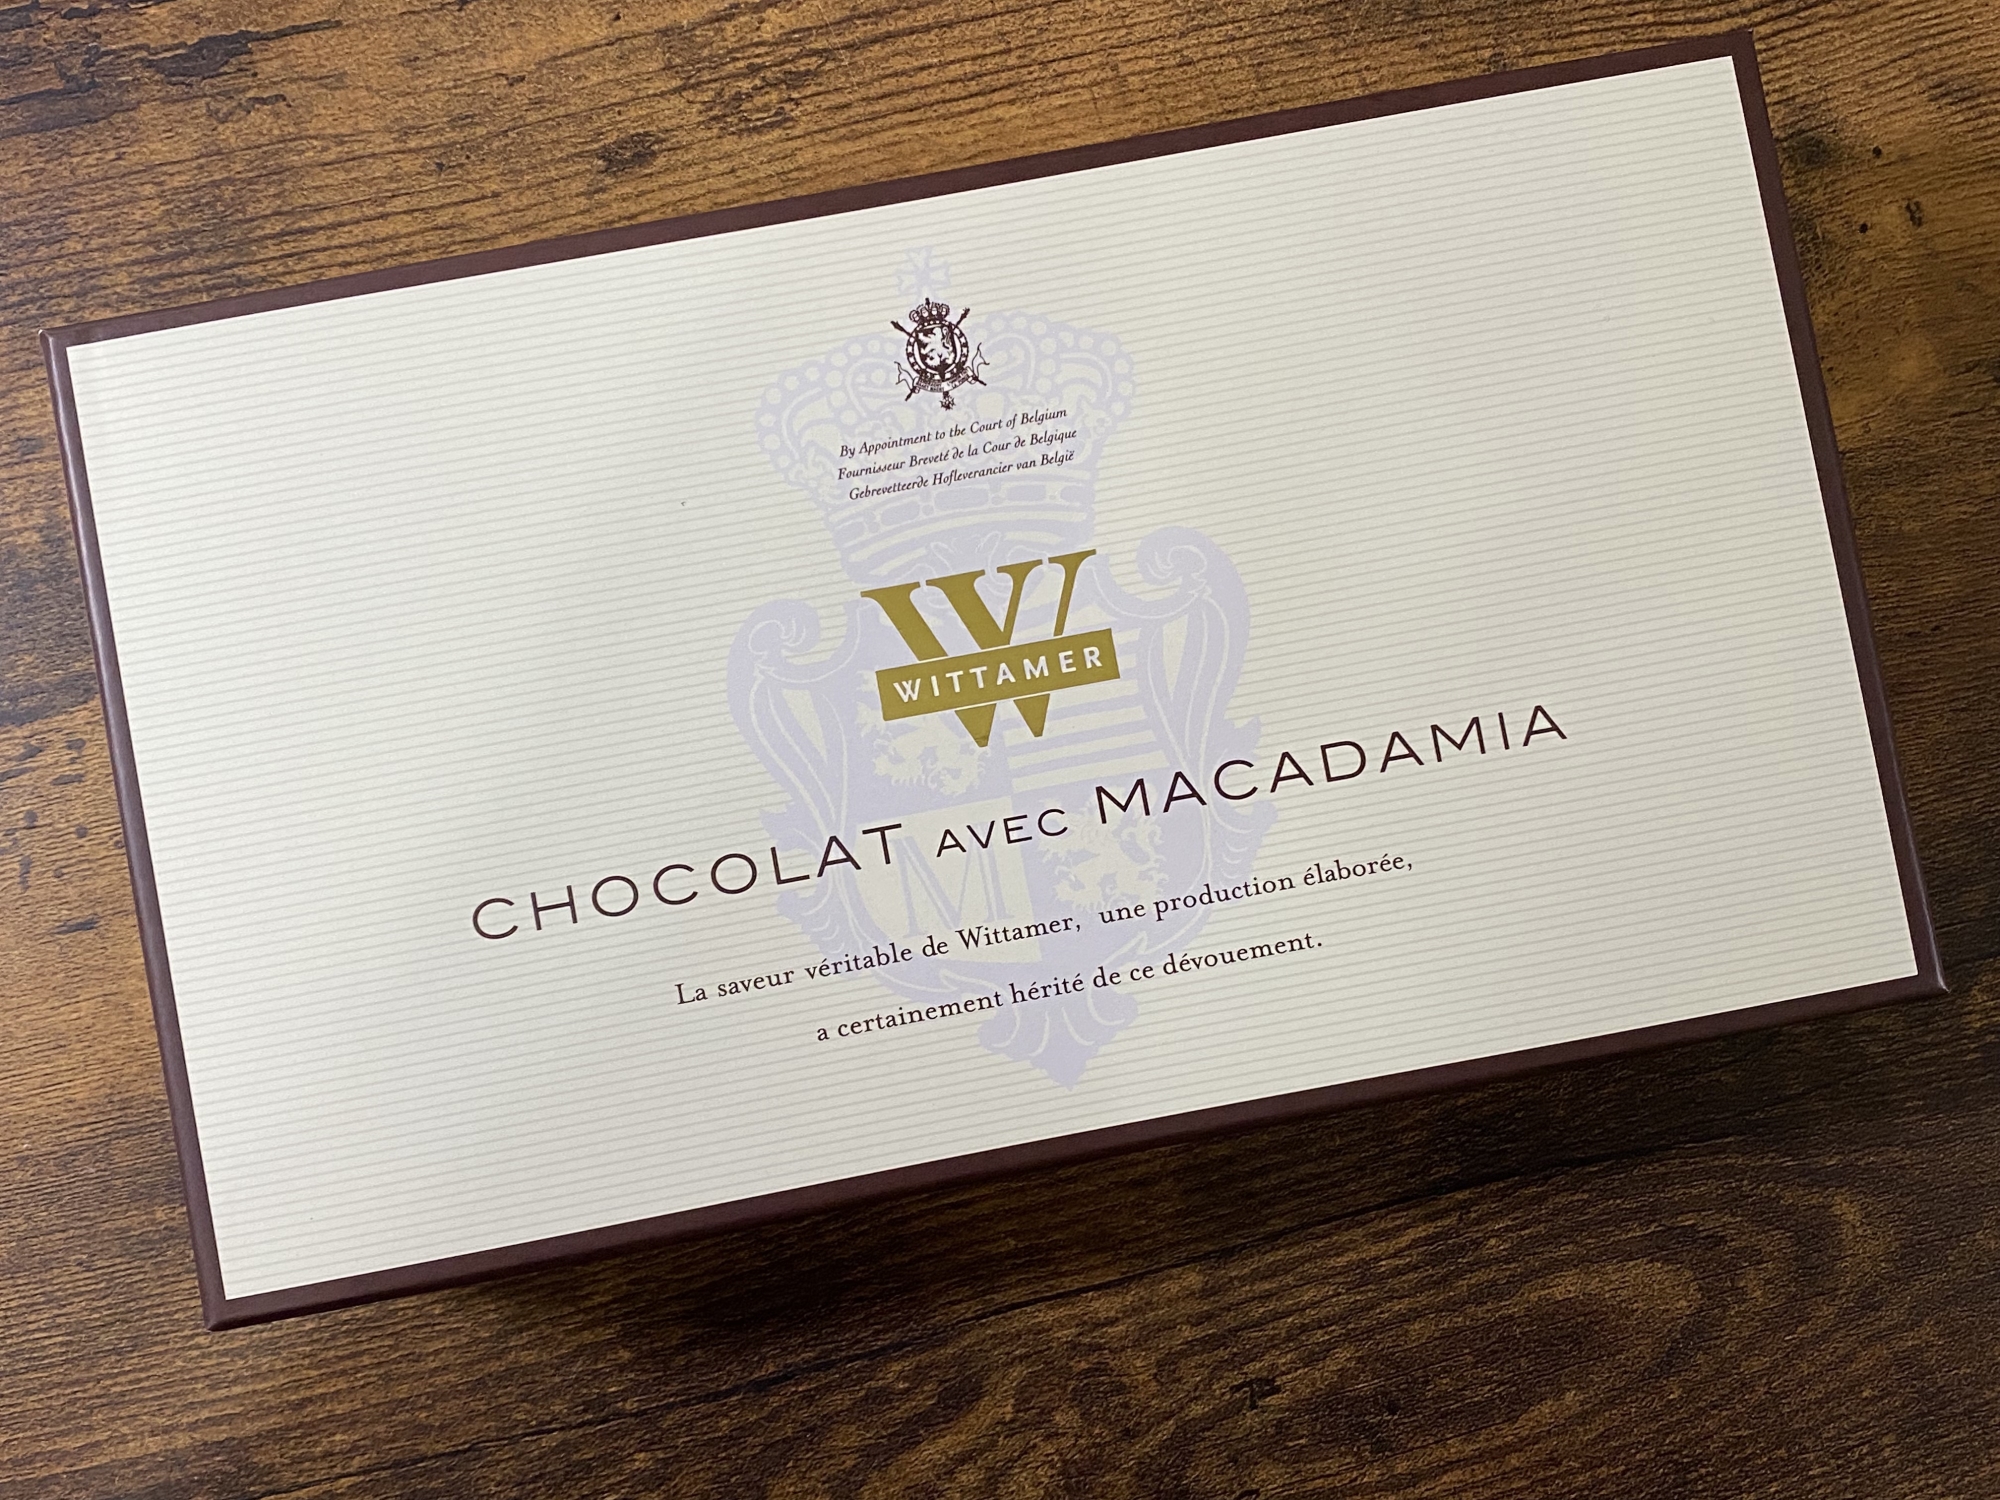 By Appointment to the Court of Belgium
Fournisseur Breveté de la Cour de Belgique
Gebrevetteerde Hofleverancier van België
W
WITTAMER
CHOCOLAT AVEC MACADAMIA
La saveur véritable de Wittamer, une production élaborée,
a certainement hérité de ce dévouement.
M